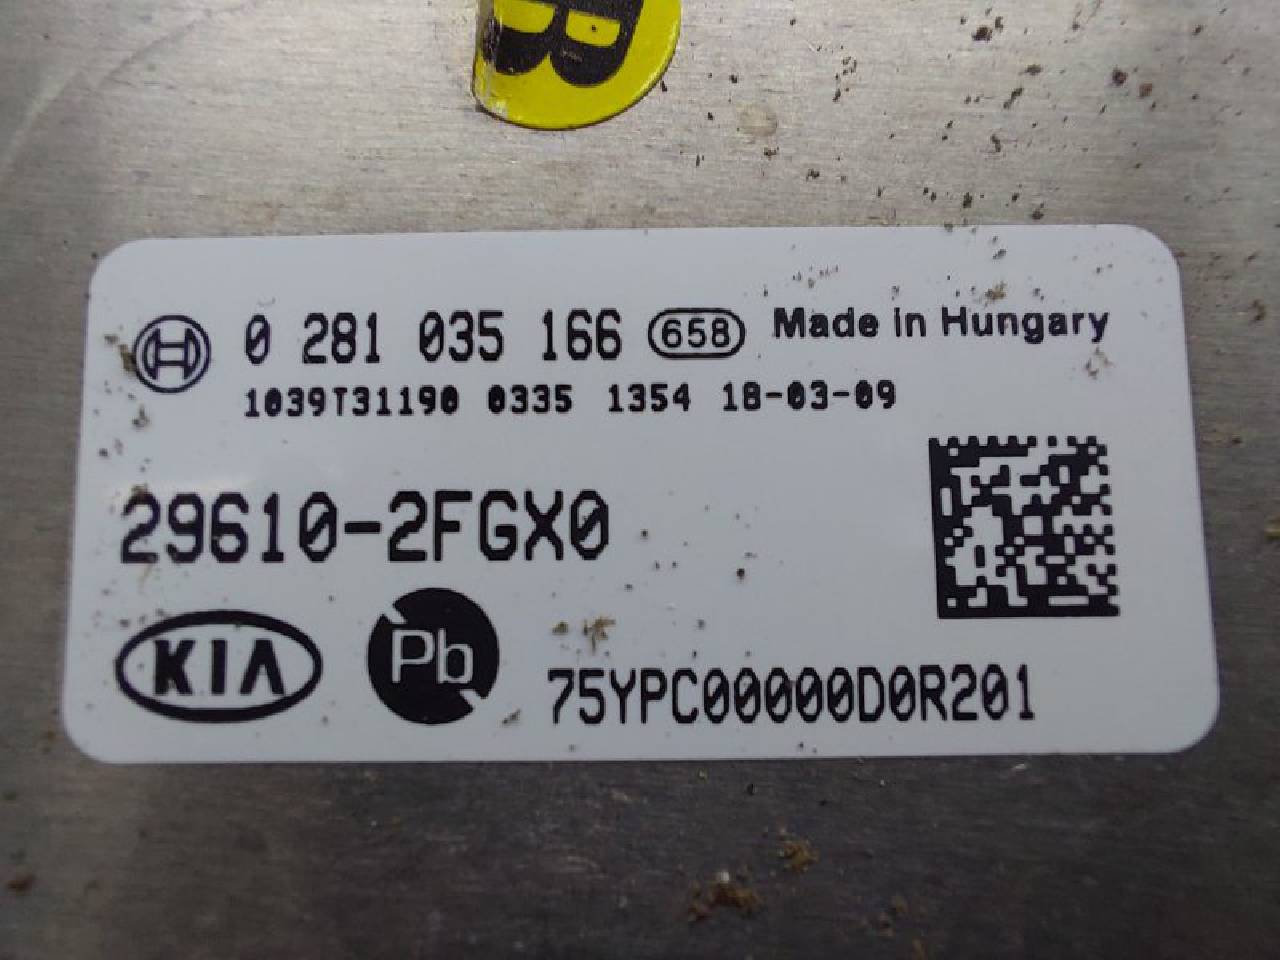 B
0 281 035 166 658 Made in Hungary
1039T31190 0335 1354 18-03-09
29610-2FGX0
KIA Pb 75YPC00000D0R201